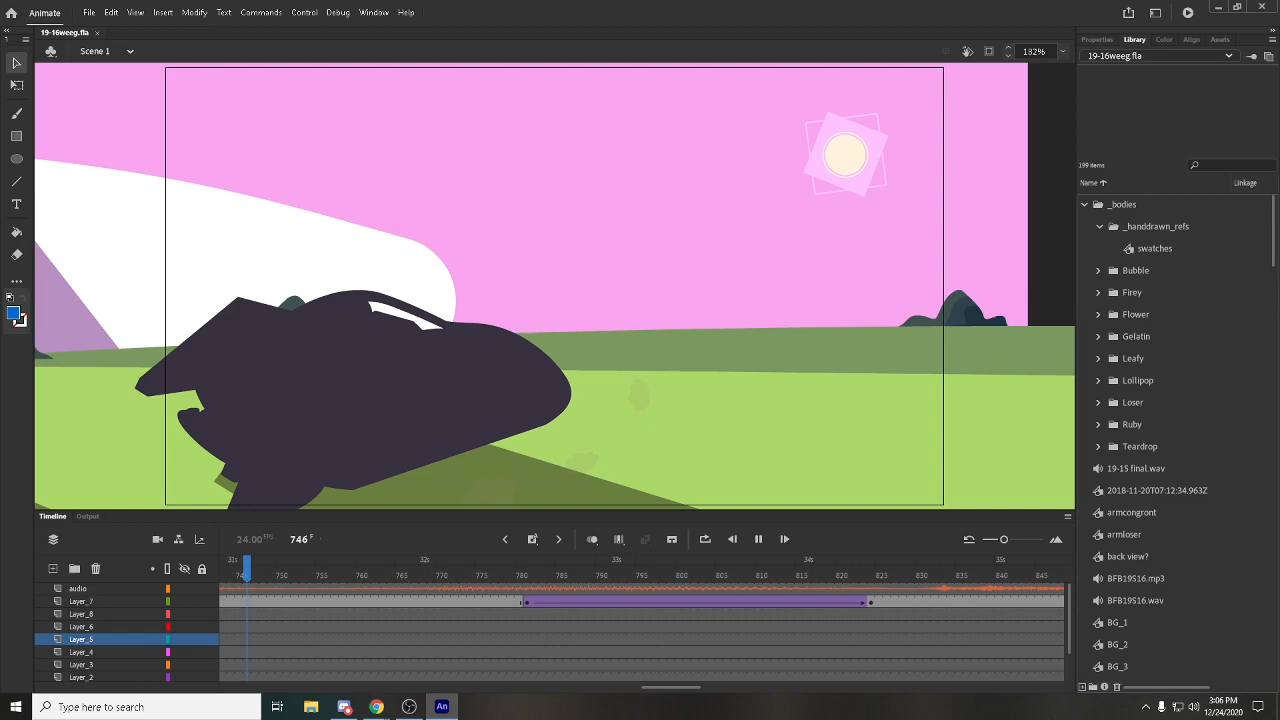 Animate File Edit View Insert Modify Text Commands Control Debug Window Help
19-16weeg.fla ×
Scene 1
182%
Properties Library Color Align Assets
19-16weeg.fla
199 items
Name Linkage
_bodies
_handdrawn_refs
swatches
Bubble
Firey
Flower
Gelatin
Leafy
Lollipop
Loser
Ruby
Teardrop
19-15 final.wav
2018-11-20T07:12:34.963Z
armcongront
armloser
back view?
BFB19S16.mp3
BFB19S16.wav
BG_1
BG_2
BG_3
Timeline Output
24.00 FPS 746 F
31s 32s 33s 34s 35s
750 755 760 765 770 775 780 785 790 795 800 805 810 815 820 825 830 835 840 845
audio
Layer_7
Layer_8
Layer_6
Layer_5
Layer_4
Layer_3
Layer_2
Type here to search
An
3:06 PM
12/24/2020